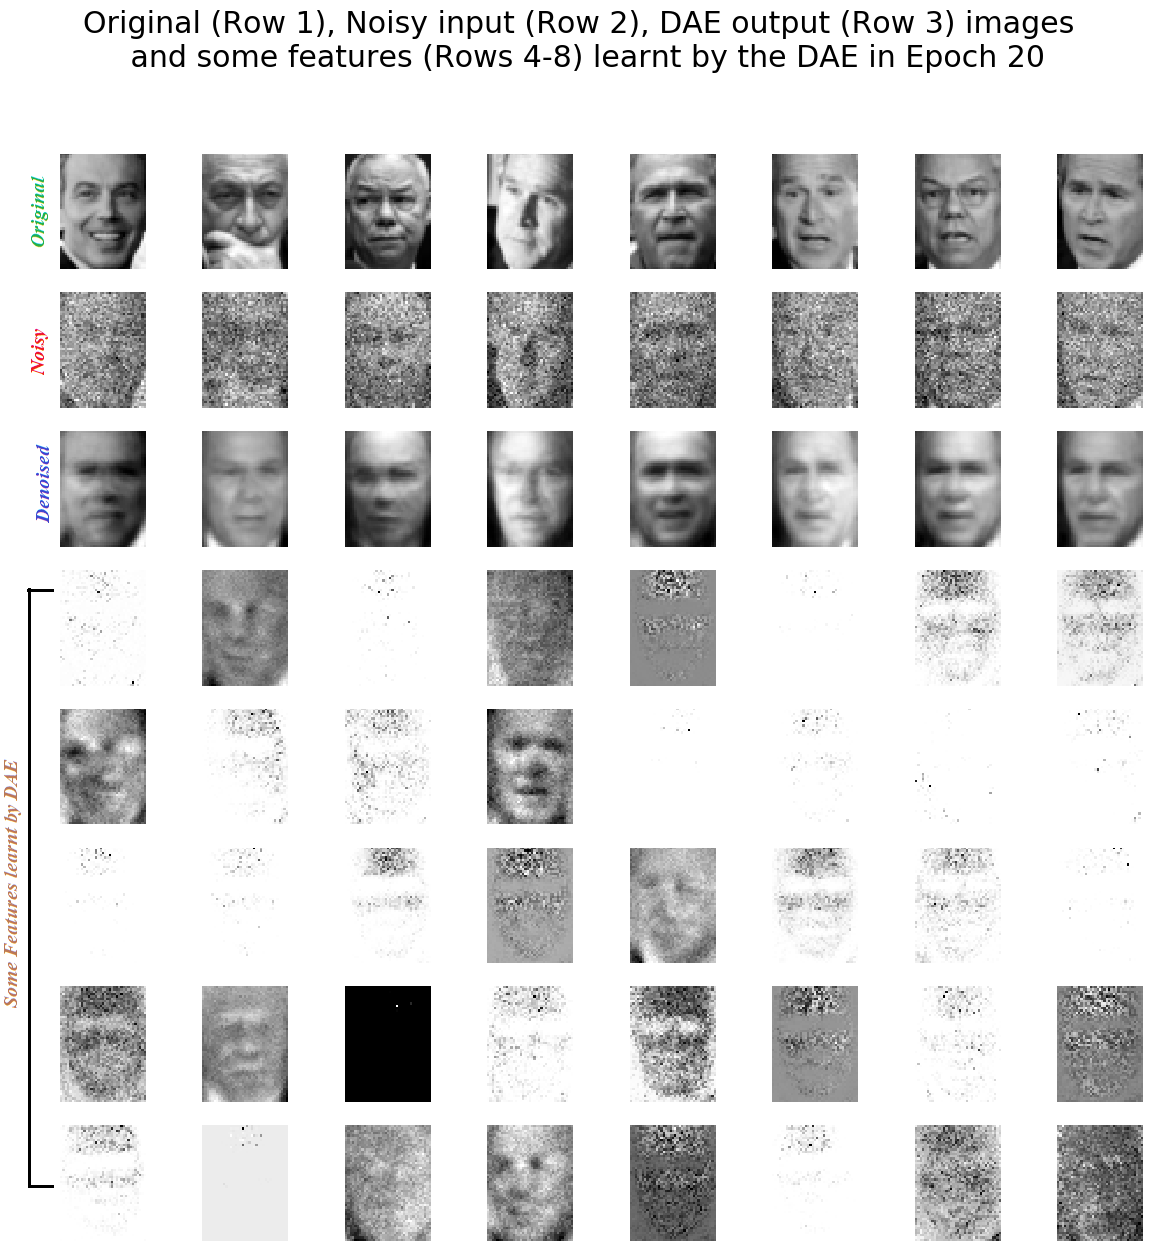 Original (Row 1), Noisy input (Row 2), DAE output (Row 3) images
and some features (Rows 4-8) learnt by the DAE in Epoch 20
Original
Noisy
Denoised
Some Features learnt by DAE